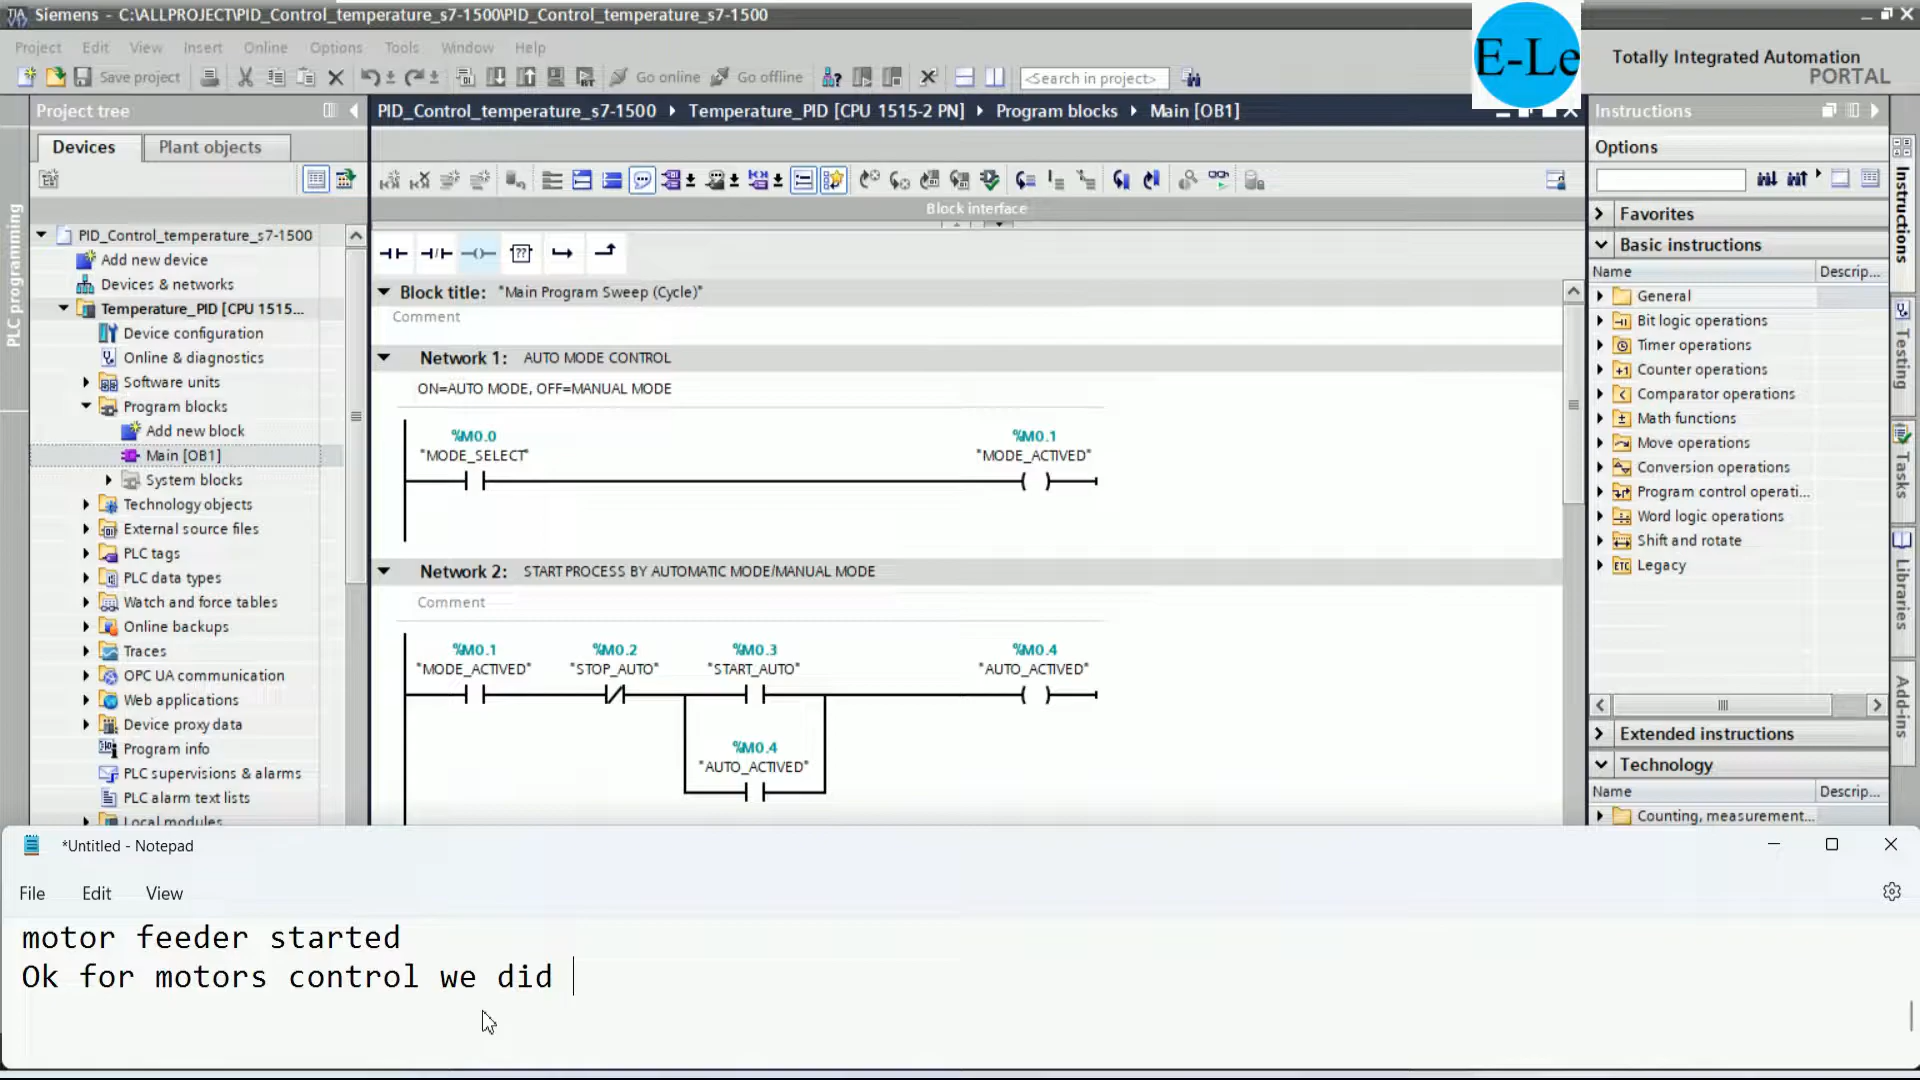 Siemens - C:\ALLPROJECT\PID_Control_temperature_s7-1500\PID_Control_temperature_s7-1500
Project Edit View Insert Online Options Tools Window Help
Save project Go online Go offline <Search in project>
E-Le
Totally Integrated Automation
PORTAL
Project tree
Devices Plant objects
PLC programming
PID_Control_temperature_s7-1500
Add new device
Devices & networks
Temperature_PID [CPU 1515...
Device configuration
Online & diagnostics
Software units
Program blocks
Add new block
Main [OB1]
System blocks
Technology objects
External source files
PLC tags
PLC data types
Watch and force tables
Online backups
Traces
OPC UA communication
Web applications
Device proxy data
Program info
PLC supervisions & alarms
PLC alarm text lists
Local modules
PID_Control_temperature_s7-1500 Temperature_PID [CPU 1515-2 PN] Program blocks Main [OB1]
Block interface
??
Block title: "Main Program Sweep (Cycle)"
Comment
Network 1: AUTO MODE CONTROL
ON=AUTO MODE, OFF=MANUAL MODE
%M0.0 %M0.1
"MODE_SELECT" "MODE_ACTIVED"
Network 2: START PROCESS BY AUTOMATIC MODE/MANUAL MODE
Comment
%M0.1 %M0.2 %M0.3 %M0.4
"MODE_ACTIVED" "STOP_AUTO" "START_AUTO" "AUTO_ACTIVED"
%M0.4
"AUTO_ACTIVED"
Instructions
Options
Favorites
Basic instructions
Name Descrip...
General
Bit logic operations
Timer operations
Counter operations
Comparator operations
Math functions
Move operations
Conversion operations
Program control operati...
Word logic operations
Shift and rotate
Legacy
Extended instructions
Technology
Name Descrip...
Counting, measurement...
Instructions
Testing
Tasks
Libraries
Add-ins
*Untitled - Notepad
File Edit View
motor feeder started
Ok for motors control we did